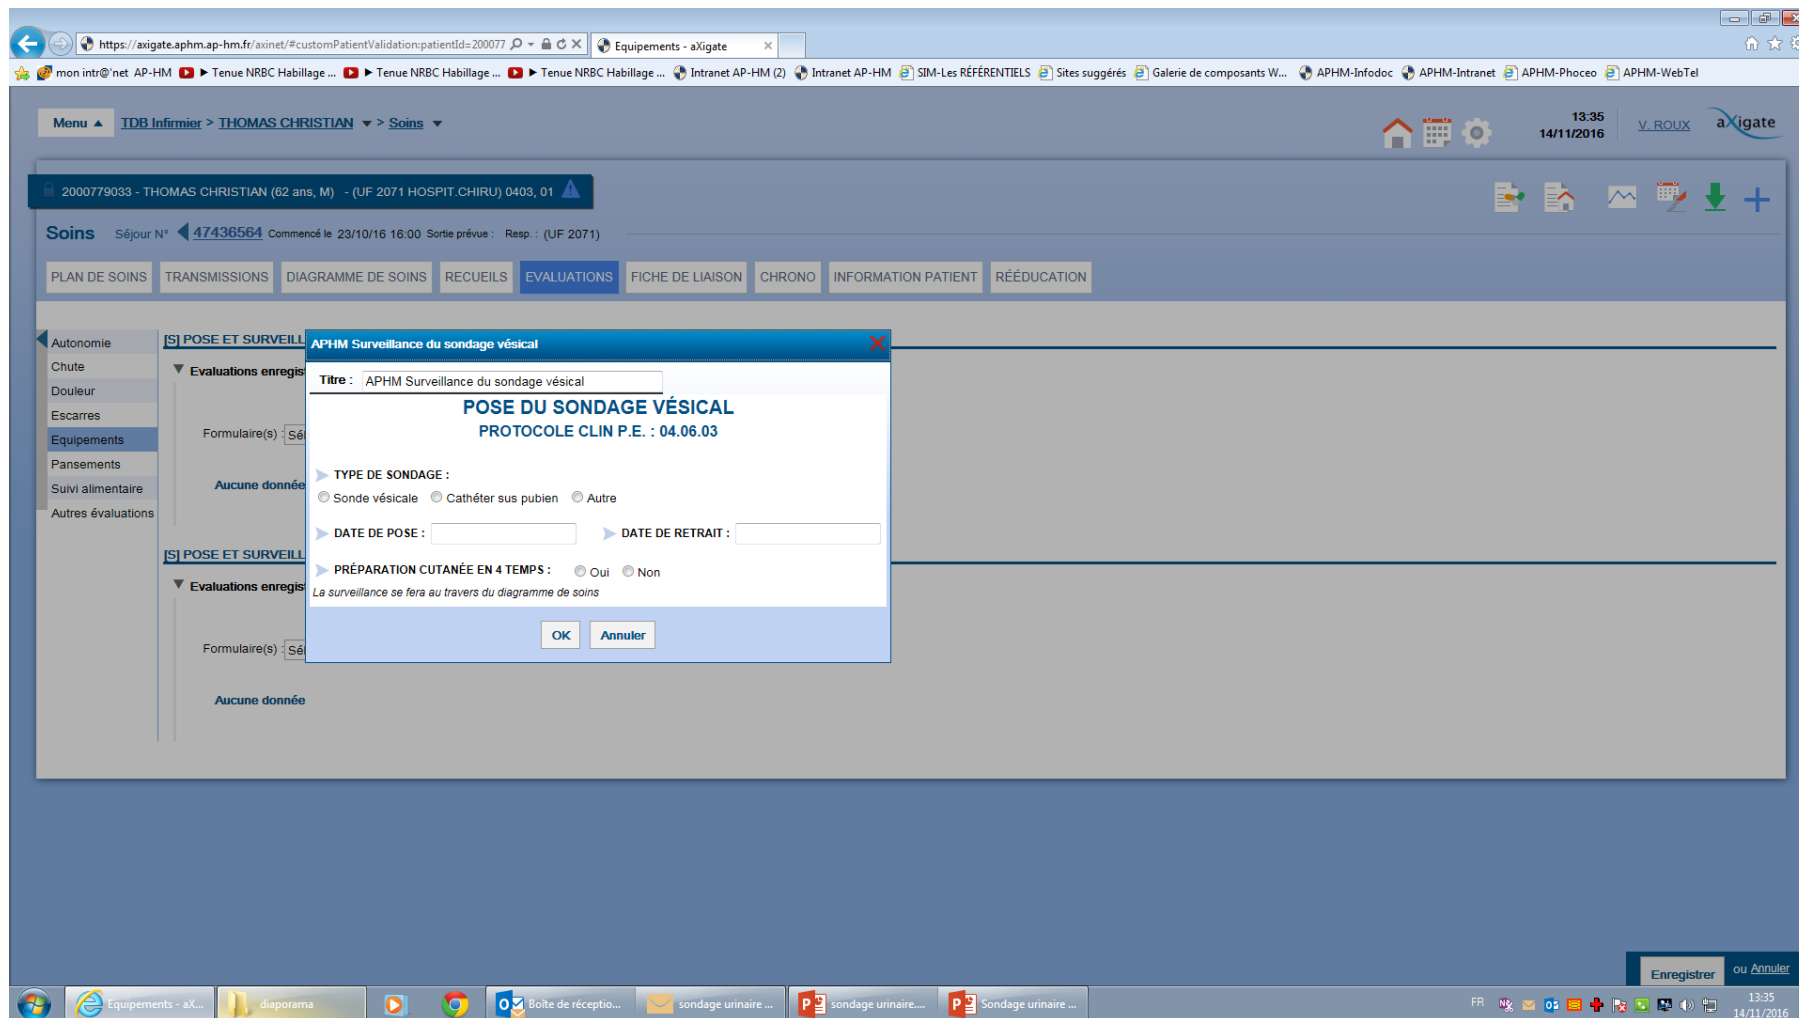 https://axigate.aphm.ap-hm.fr/axinet/#customPatientValidation:patientId=200077
Equipements - aXigate
mon intr@'net AP-HM ► Tenue NRBC Habillage ... ► Tenue NRBC Habillage ... ► Tenue NRBC Habillage ... Intranet AP-HM (2) Intranet AP-HM SIM-Les RÉFÉRENTIELS Sites suggérés Galerie de composants W... APHM-Infodoc APHM-Intranet APHM-Phoceo APHM-WebTel
Menu ▲ TDB Infirmier > THOMAS CHRISTIAN ▼ > Soins ▼
13:35
14/11/2016
V. ROUX
aXigate
2000779033 - THOMAS CHRISTIAN (62 ans, M) - (UF 2071 HOSPIT.CHIRU) 0403, 01
Soins Séjour N° 47436564 Commencé le 23/10/16 16:00 Sortie prévue : Resp. : (UF 2071)
PLAN DE SOINS TRANSMISSIONS DIAGRAMME DE SOINS RECUEILS EVALUATIONS FICHE DE LIAISON CHRONO INFORMATION PATIENT RÉÉDUCATION
Autonomie
Chute
Douleur
Escarres
Equipements
Pansements
Suivi alimentaire
Autres évaluations
[S] POSE ET SURVEILL
▼ Evaluations enregis
Formulaire(s) : Sél
Aucune donnée
[S] POSE ET SURVEILL
▼ Evaluations enregis
Formulaire(s) : Sél
Aucune donnée
APHM Surveillance du sondage vésical
Titre : APHM Surveillance du sondage vésical
POSE DU SONDAGE VÉSICAL
PROTOCOLE CLIN P.E. : 04.06.03
TYPE DE SONDAGE :
Sonde vésicale Cathéter sus pubien Autre
DATE DE POSE : DATE DE RETRAIT :
PRÉPARATION CUTANÉE EN 4 TEMPS : Oui Non
La surveillance se fera au travers du diagramme de soins
OK Annuler
Enregistrer ou Annuler
Equipements - aX... diaporama Boîte de réceptio... sondage urinaire ... sondage urinaire.... Sondage urinaire ...
FR
13:35
14/11/2016